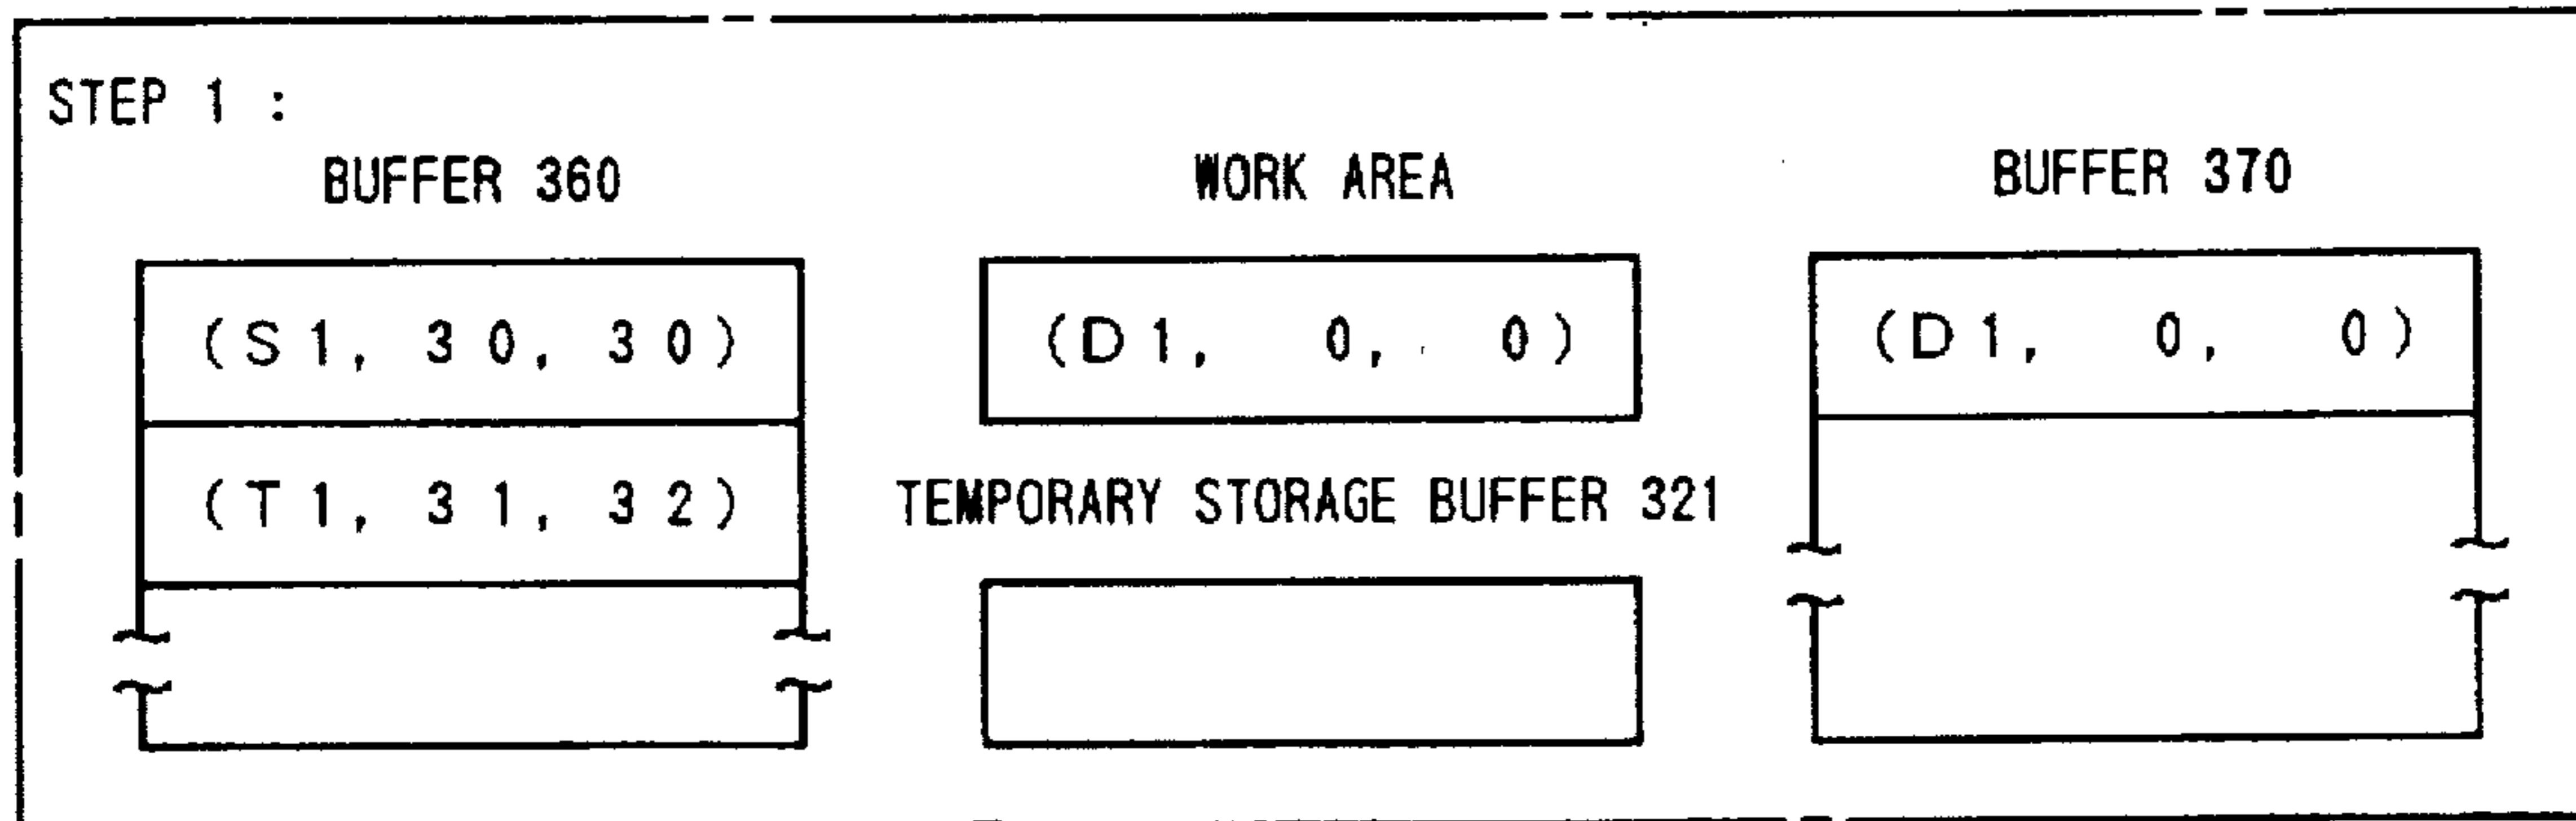 STEP 1 :
BUFFER 360
WORK AREA
BUFFER 370
(S1, 30, 30)
(D1, 0, 0)
(D1, 0, 0)
(T1, 31, 32)
TEMPORARY STORAGE BUFFER 321